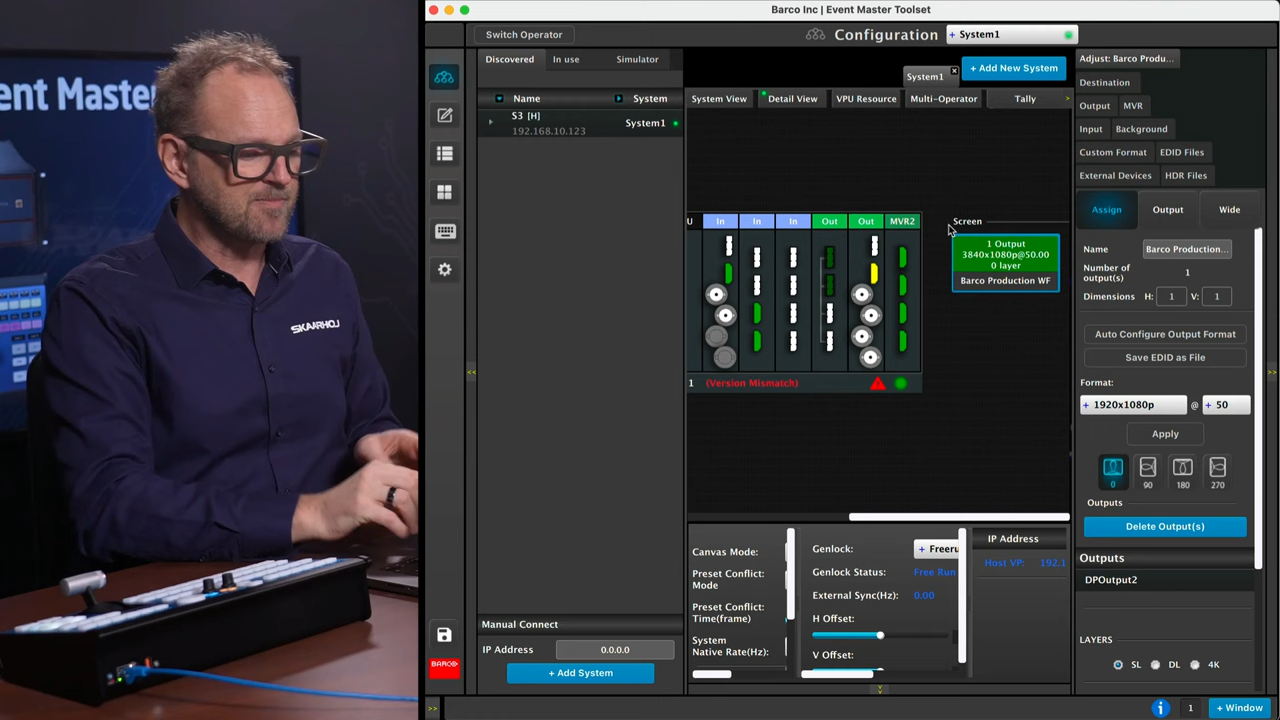 Barco Inc | Event Master Toolset
ent Master
SKAARHOJ
Switch Operator
Configuration
+ System1
Discovered
In use
Simulator
Name
System
S3 [H]
192.168.10.123
System1
System1
x
+ Add New System
System View
Detail View
VPU Resource
Multi-Operator
Tally
>
U
In
In
In
Out
Out
MVR2
1
(Version Mismatch)
Screen
1 Output
3840x1080p@50.00
0 layer
Barco Production WF
<<
>>
Manual Connect
IP Address
0.0.0.0
+ Add System
BARCO
>>
Canvas Mode:
Preset Conflict:
Mode
Preset Conflict:
Time(frame)
System
Native Rate(Hz):
Genlock:
+ Freeru
Genlock Status:
Free Run
External Sync(Hz):
0.00
H Offset:
V Offset:
IP Address
Host VP:
192.1
Adjust: Barco Produ...
Destination
Output
MVR
Input
Background
Custom Format
EDID Files
External Devices
HDR Files
Assign
Output
Wide
Name
Barco Production...
Number of
output(s)
1
Dimensions
H:
1
V:
1
Auto Configure Output Format
Save EDID as File
Format:
+ 1920x1080p
@
+ 50
Apply
0
90
180
270
Outputs
Delete Output(s)
Outputs
DPOutput2
LAYERS
SL
DL
4K
i
1
+ Window